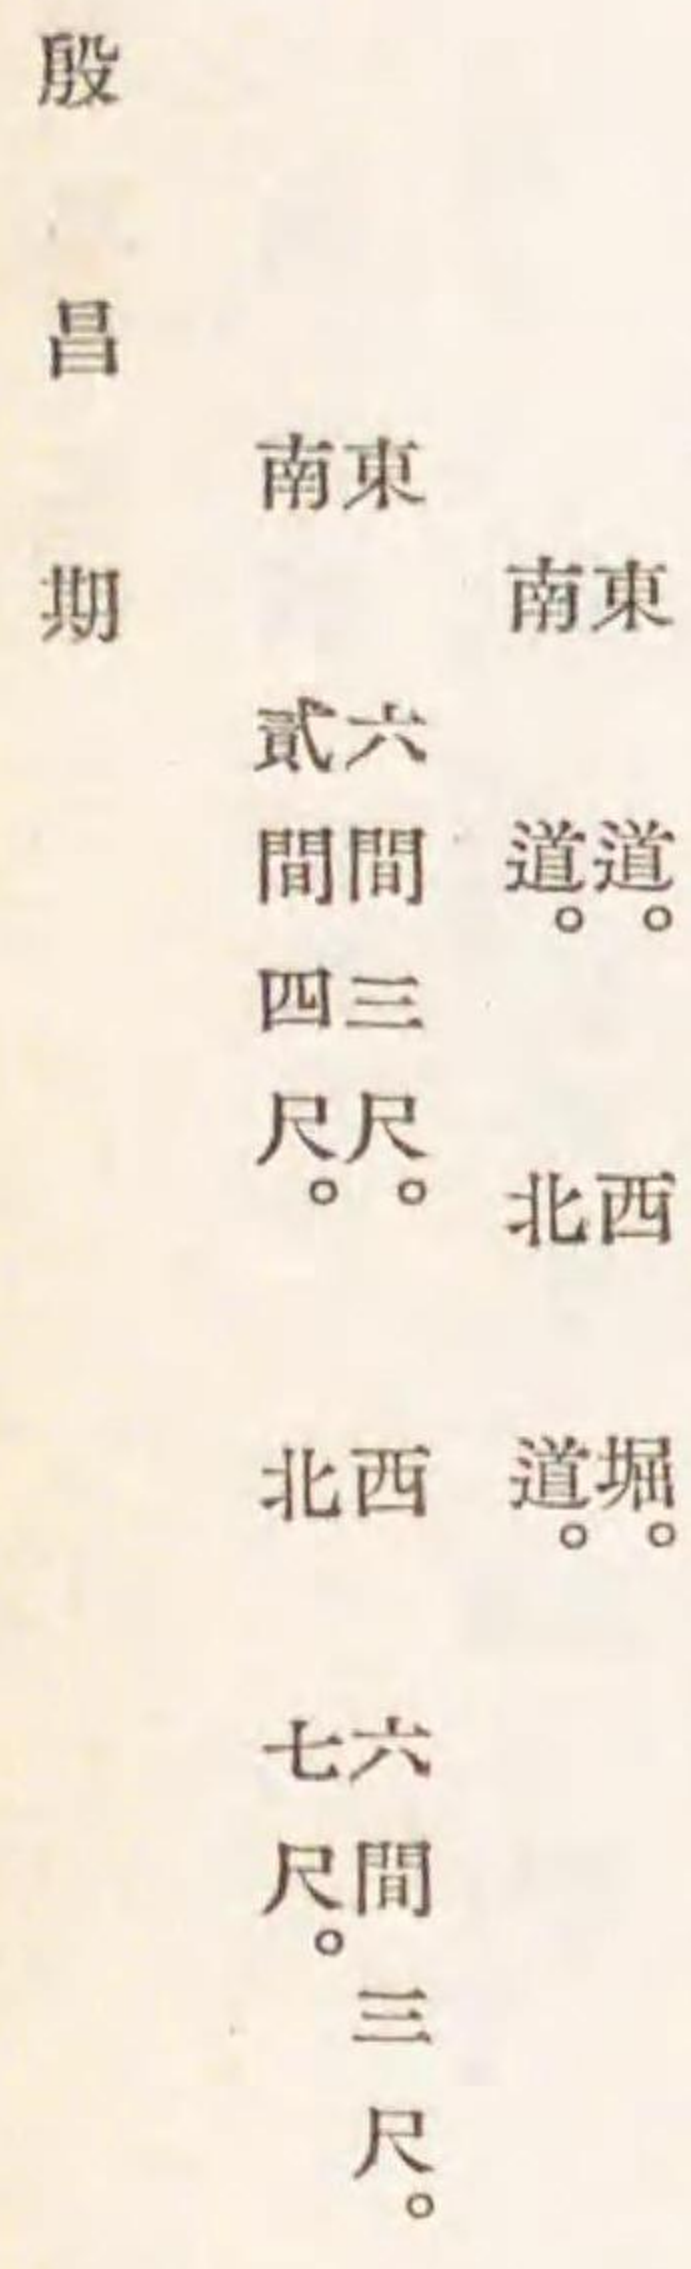 東　道。　西　堀。
南　道。　北　道。
東　六間三尺。　西　六間三尺。
南　貳間四尺。　北　七尺。
殷昌期